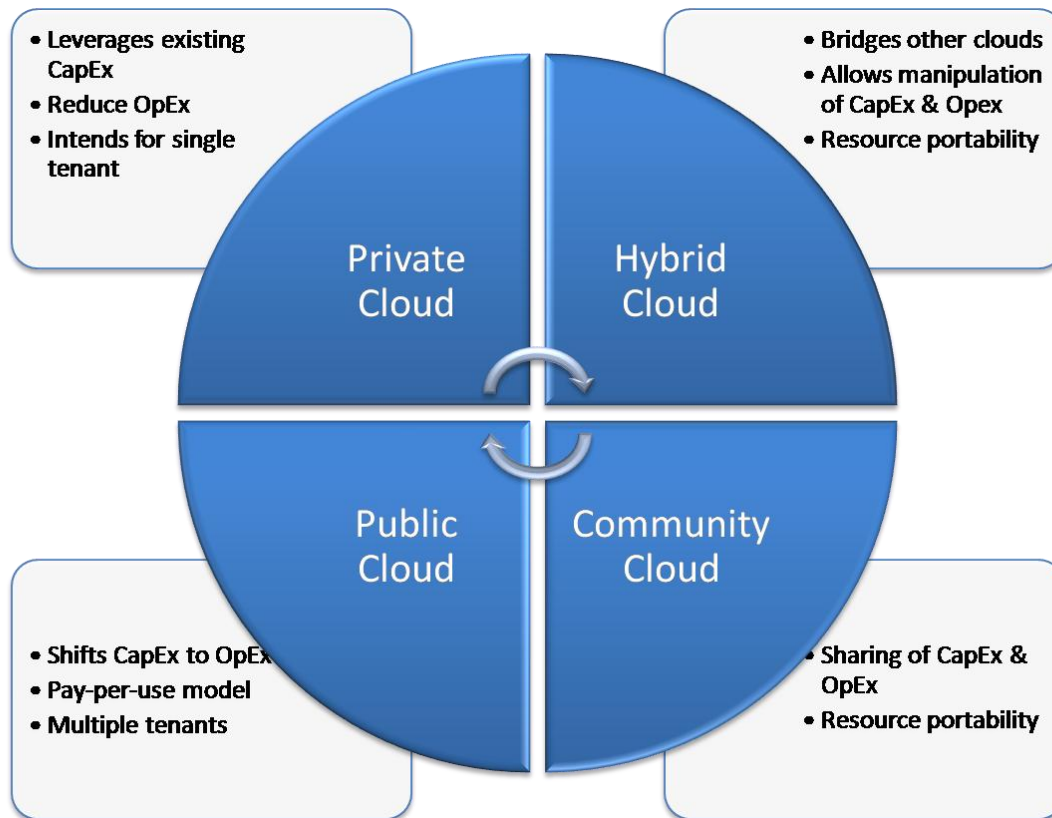 • Leverages existing
CapEx
• Reduce OpEx
• Intends for single
tenant
• Bridges other clouds
• Allows manipulation
of CapEx & Opex
• Resource portability
Private
Cloud
Hybrid
Cloud
Public
Cloud
Community
Cloud
• Shifts CapEx to OpEx
• Pay-per-use model
• Multiple tenants
• Sharing of CapEx &
OpEx
• Resource portability